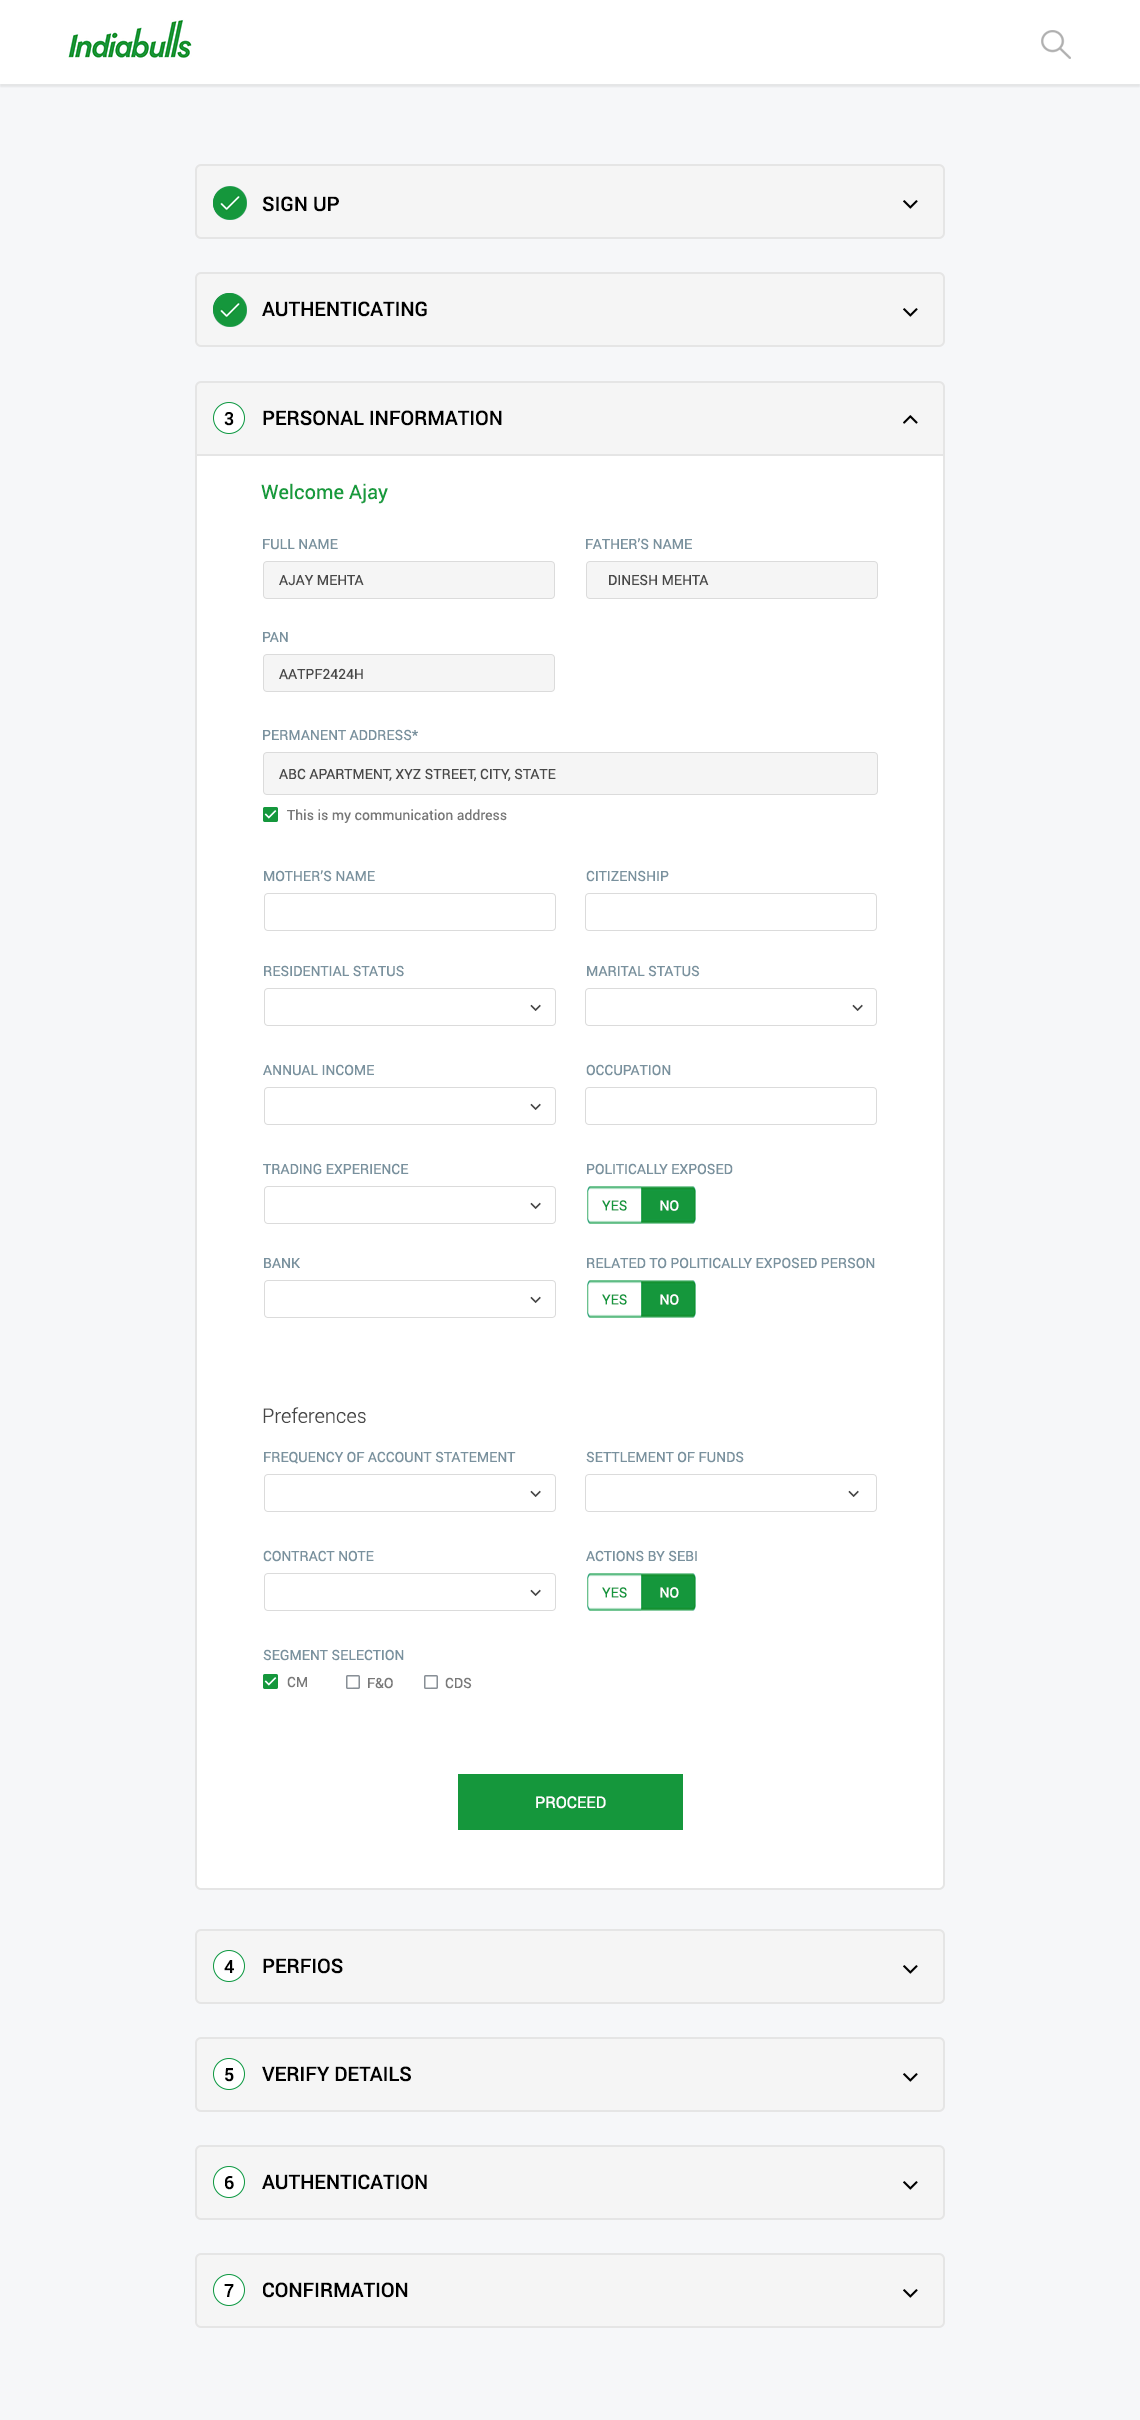 Indiabulls
SIGN UP
AUTHENTICATING
3 PERSONAL INFORMATION
Welcome Ajay
FULL NAME FATHER'S NAME
AJAY MEHTA DINESH MEHTA
PAN
AATPF2424H
PERMANENT ADDRESS*
ABC APARTMENT, XYZ STREET, CITY, STATE
This is my communication address
MOTHER'S NAME CITIZENSHIP
RESIDENTIAL STATUS MARITAL STATUS
ANNUAL INCOME OCCUPATION
TRADING EXPERIENCE POLITICALLY EXPOSED
YES NO
BANK RELATED TO POLITICALLY EXPOSED PERSON
YES NO
Preferences
FREQUENCY OF ACCOUNT STATEMENT SETTLEMENT OF FUNDS
CONTRACT NOTE ACTIONS BY SEBI
YES NO
SEGMENT SELECTION
CM F&O CDS
PROCEED
4 PERFIOS
5 VERIFY DETAILS
6 AUTHENTICATION
7 CONFIRMATION